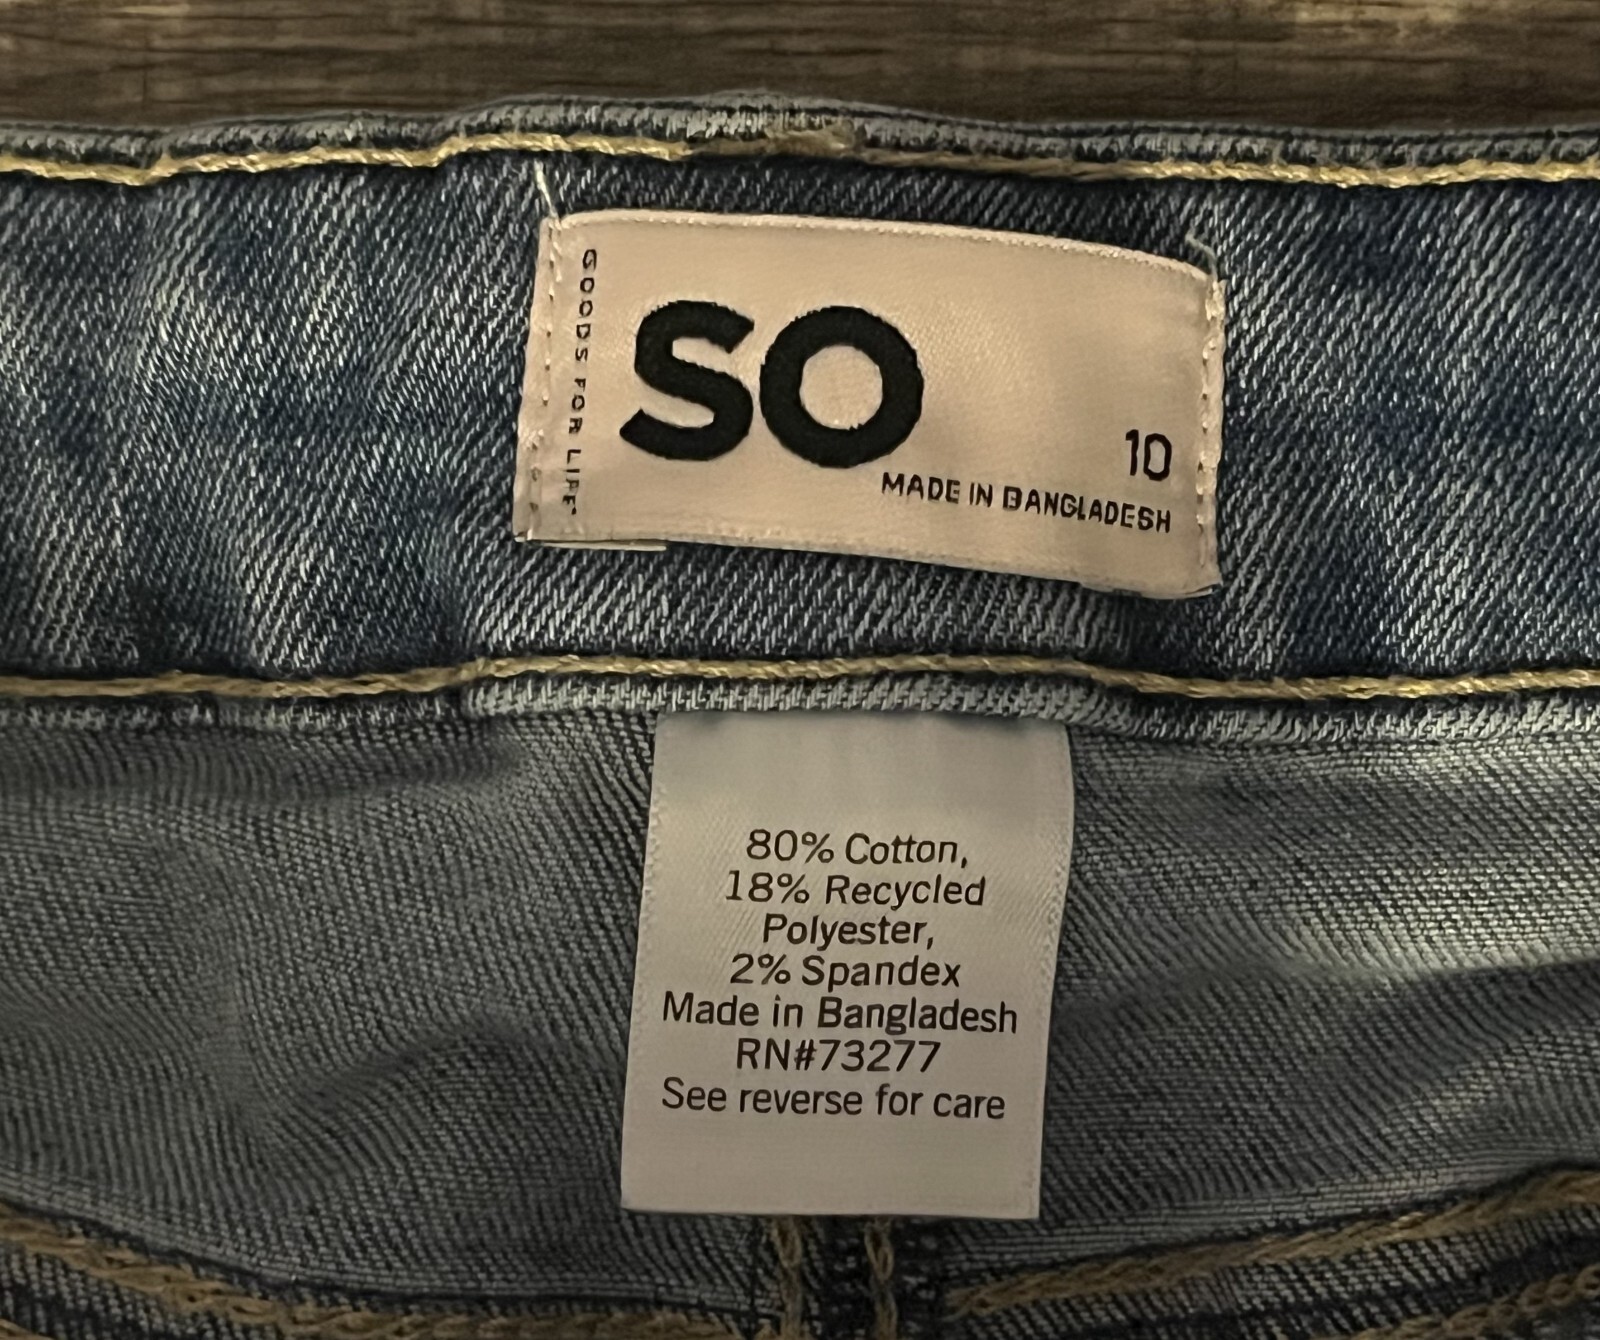 GOODS FOR LIFE
SO
10
MADE IN BANGLADESH
80% Cotton,
18% Recycled
Polyester,
2% Spandex
Made in Bangladesh
RN#73277
See reverse for care